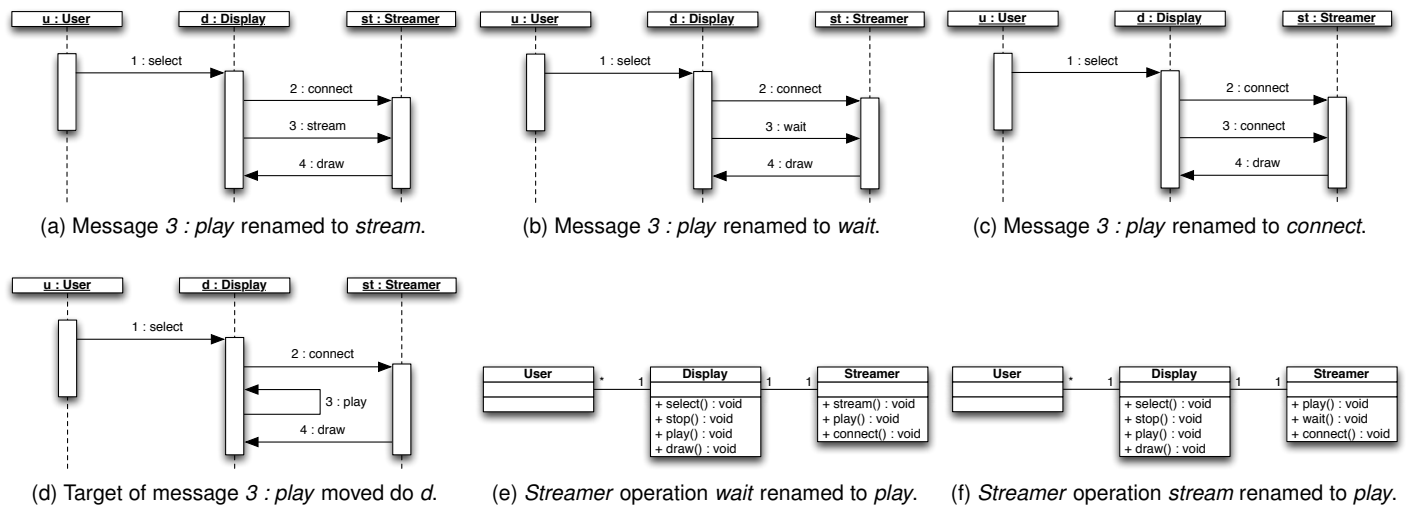 u : User
d : Display
st : Streamer
1 : select
2 : connect
3 : stream
4 : draw
(a) Message 3 : play renamed to stream.
u : User
d : Display
st : Streamer
1 : select
2 : connect
3 : wait
4 : draw
(b) Message 3 : play renamed to wait.
u : User
d : Display
st : Streamer
1 : select
2 : connect
3 : connect
4 : draw
(c) Message 3 : play renamed to connect.
u : User
d : Display
st : Streamer
1 : select
2 : connect
3 : play
4 : draw
(d) Target of message 3 : play moved do d.
User
* 1
Display
+ select() : void
+ stop() : void
+ play() : void
+ draw() : void
1 1
Streamer
+ stream() : void
+ play() : void
+ connect() : void
(e) Streamer operation wait renamed to play.
User
* 1
Display
+ select() : void
+ stop() : void
+ play() : void
+ draw() : void
1 1
Streamer
+ play() : void
+ wait() : void
+ connect() : void
(f) Streamer operation stream renamed to play.